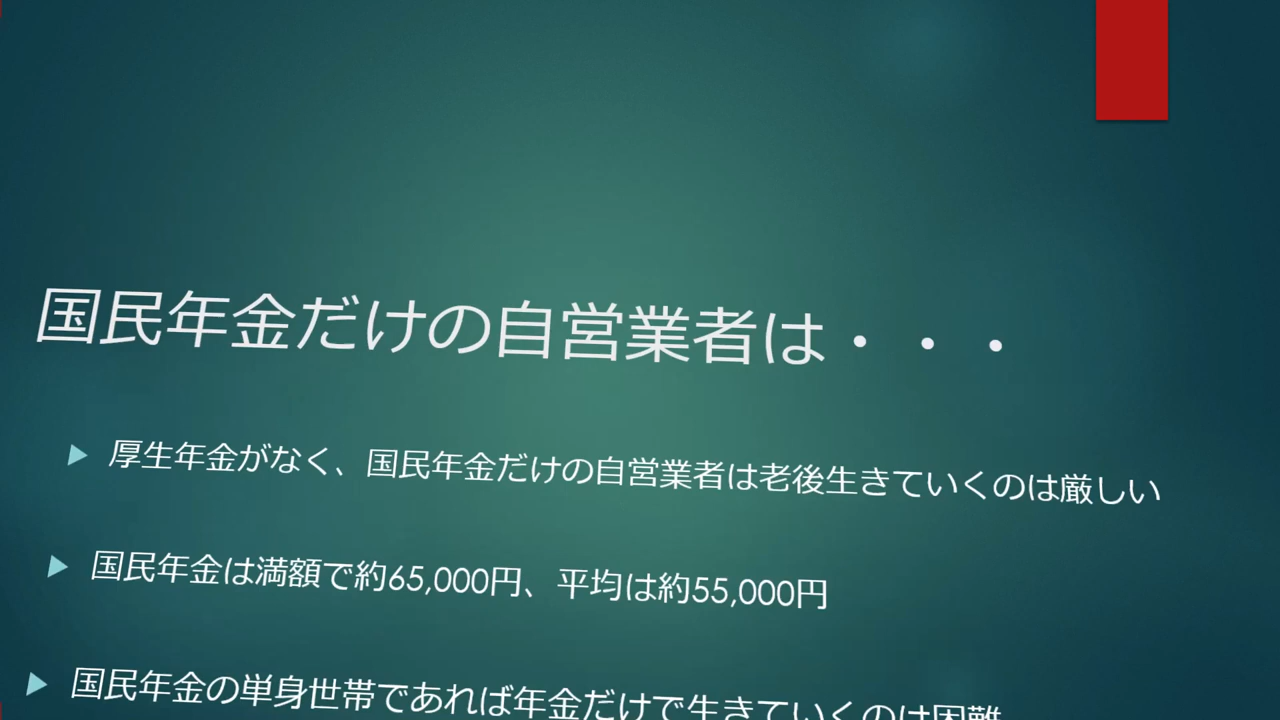 国民年金だけの自営業者は・・・
厚生年金がなく、国民年金だけの自営業者は老後生きていくのは厳しい
国民年金は満額で約65,000円、平均は約55,000円
国民年金の単身世帯であれば年金だけで生きていくのは困難